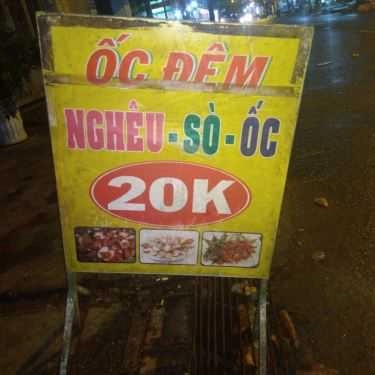 ỐC ĐÊM
NGHÊU - SÒ - ỐC
20K